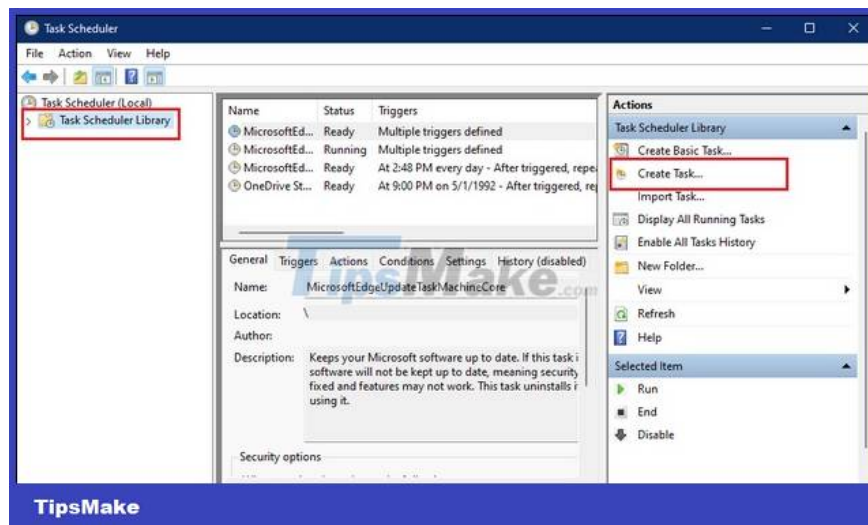 Task Scheduler
File Action View Help
Task Scheduler (Local)
Task Scheduler Library
Name Status Triggers
MicrosoftEd... Ready Multiple triggers defined
MicrosoftEd... Running Multiple triggers defined
MicrosoftEd... Ready At 2:48 PM every day - After triggered, repea
OneDrive St... Ready At 9:00 PM on 5/1/1992 - After triggered, rep
General Triggers Actions Conditions Settings History (disabled)
Name: MicrosoftEdgeUpdateTaskMachineCore
Location: \
Author:
Description: Keeps your Microsoft software up to date. If this task i
software will not be kept up to date, meaning security
fixed and features may not work. This task uninstalls i
using it.
Security options
Actions
Task Scheduler Library
Create Basic Task...
Create Task...
Import Task...
Display All Running Tasks
Enable All Tasks History
New Folder...
View
Refresh
Help
Selected Item
Run
End
Disable
TipsMake.com
TipsMake